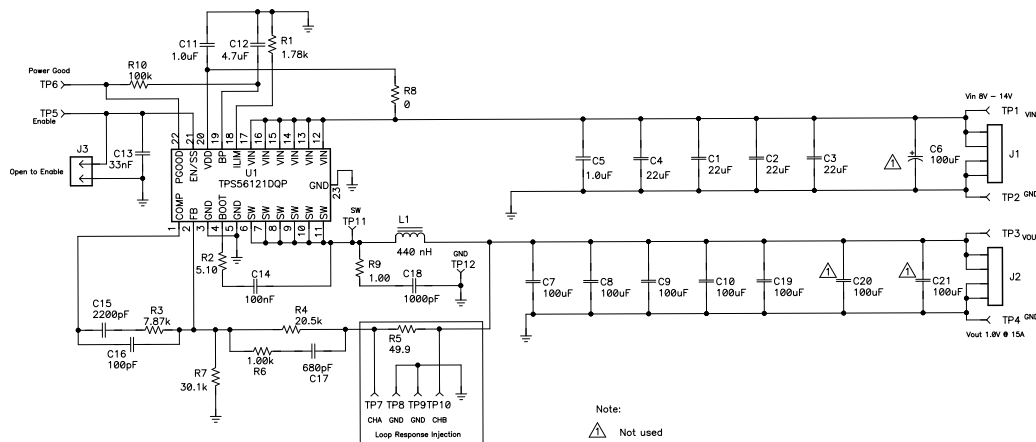 C11
1.0uF
C12
4.7uF
R1
1.78k
Power Good
TP6
R10
100k
TP5
Enable
J3
Open to Enable
C13
33nF
R8
0
22
21
20
19
18
17
16
15
14
13
12
PGOOD
EN/SS
VDD
BP
ILIM
VIN
VIN
VIN
VIN
VIN
VIN
U1
TPS56121DQP
GND
23
COMP
FB
GND
BOOT
GND
SW
SW
SW
SW
SW
SW
1
2
3
4
5
6
7
8
9
10
11
C5
1.0uF
C4
22uF
C1
22uF
C2
22uF
C3
22uF
1
+
C6
100uF
Vin 8V - 14V
TP1 VIN
J1
TP2 GND
SW
TP11
L1
440 nH
R2
5.10
C14
100nF
R9
1.00
C18
1000pF
GND
TP12
C7
100uF
C8
100uF
C9
100uF
C10
100uF
C19
100uF
1
C20
100uF
1
C21
100uF
TP3 VOUT
J2
TP4 GND
Vout 1.0V @ 15A
C15
2200pF
R3
7.87k
C16
100pF
R4
20.5k
1.00k
R6
680pF
C17
R7
30.1k
R5
49.9
TP7 TP8 TP9 TP10
CHA GND GND CHB
Loop Response Injection
Note:
1 Not used